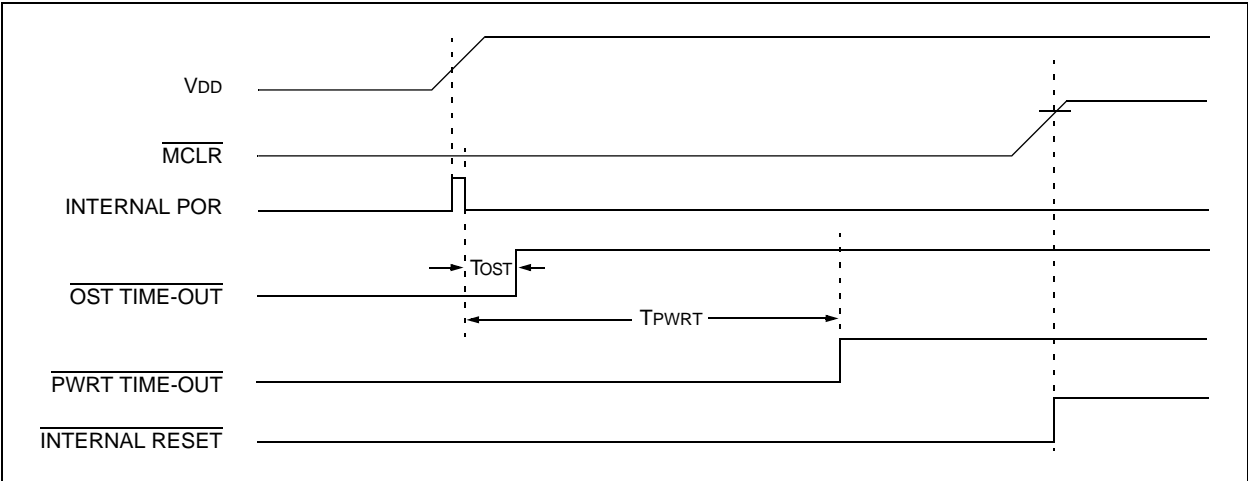 VDD
MCLR
INTERNAL POR
TOST
OST TIME-OUT
TPWRT
PWRT TIME-OUT
INTERNAL RESET